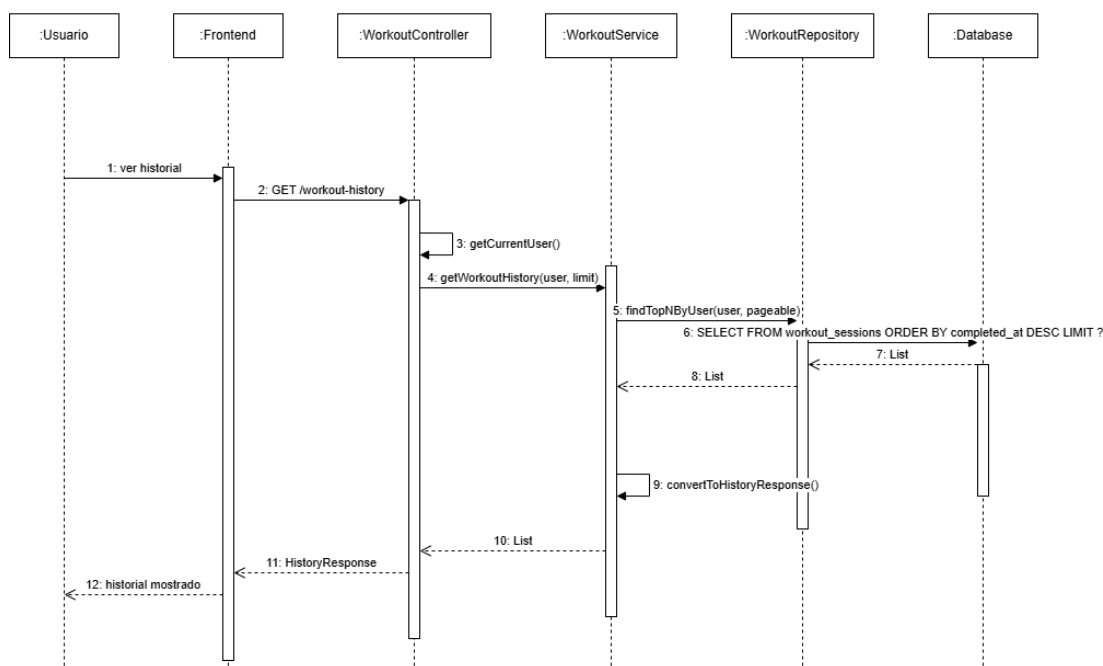 :Usuario
:Frontend
:WorkoutController
:WorkoutService
:WorkoutRepository
:Database
1: ver historial
2: GET /workout-history
3: getCurrentUser()
4: getWorkoutHistory(user, limit)
5: findTopNByUser(user, pageable)
6: SELECT FROM workout_sessions ORDER BY completed_at DESC LIMIT ?
7: List
8: List
9: convertToHistoryResponse()
10: List
11: HistoryResponse
12: historial mostrado